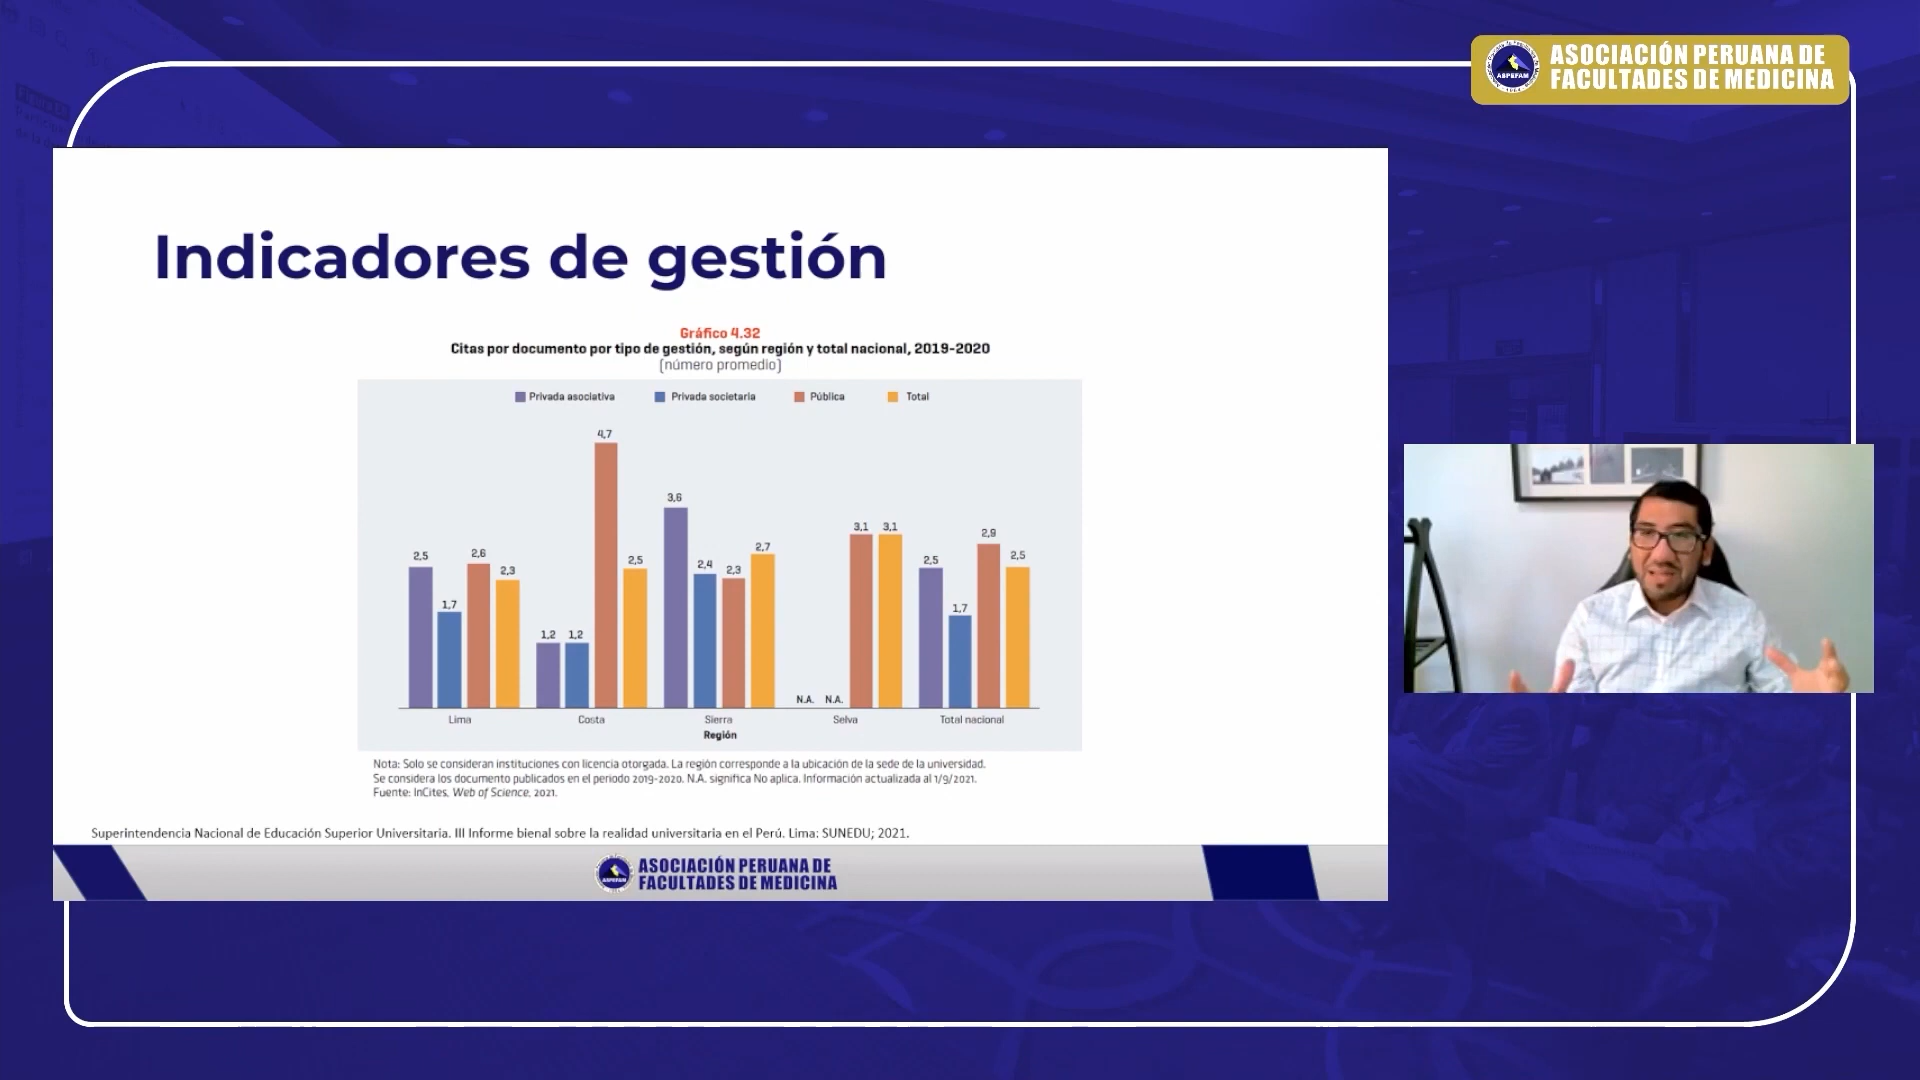 ASOCIACIÓN PERUANA DE
FACULTADES DE MEDICINA
ASPEFAM
Indicadores de gestión
Gráfico 4.32
Citas por documento por tipo de gestión, según región y total nacional, 2019-2020
[número promedio]
Privada asociativa Privada societaria Pública Total
2,5 1,7 2,6 2,3
1,2 1,2 4,7 2,5
3,6 2,4 2,3 2,7
N.A. N.A. 3,1 3,1
2,5 1,7 2,9 2,5
Lima Costa Sierra Selva Total nacional
Región
Nota: Solo se consideran instituciones con licencia otorgada. La región corresponde a la ubicación de la sede de la universidad.
Se considera los documento publicados en el periodo 2019-2020. N.A. significa No aplica. Información actualizada al 1/9/2021.
Fuente: InCites, Web of Science, 2021.
Superintendencia Nacional de Educación Superior Universitaria. III Informe bienal sobre la realidad universitaria en el Perú. Lima: SUNEDU; 2021.
ASPEFAM
ASOCIACIÓN PERUANA DE
FACULTADES DE MEDICINA